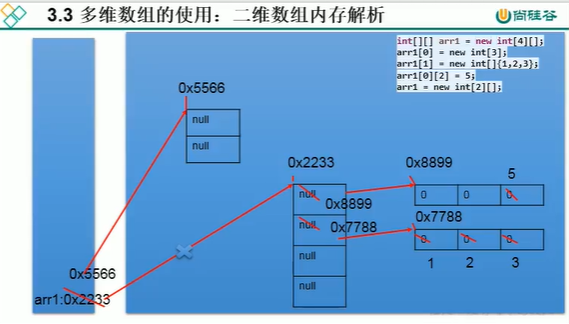 3.3 多维数组的使用：二维数组内存解析
尚硅谷
int[][] arr1 = new int[4][];
arr1[0] = new int[3];
arr1[1] = new int[]{1,2,3};
arr1[0][2] = 5;
arr1 = new int[2][];
0x5566
null
null
0x2233
null
0x8899
null
0x7788
null
null
0x8899
5
0 0 0
0x7788
0 0 0
1 2 3
0x5566
arr1:0x2233